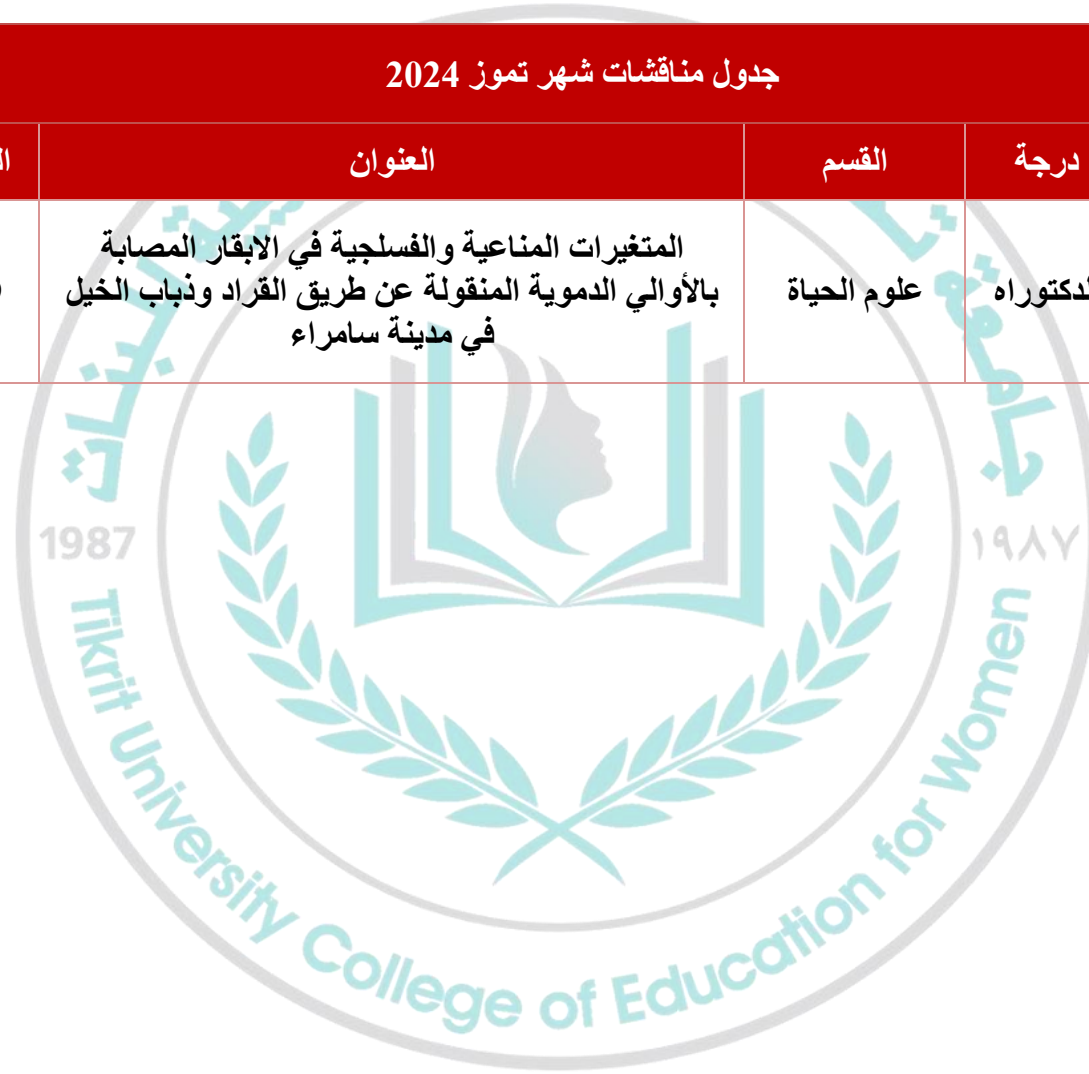 جدول مناقشات شهر تموز 2024
درجة
القسم
العنوان
الدكتوراه
علوم الحياة
المتغيرات المناعية والفسلجية في الابقار المصابة
بالأوالي الدموية المنقولة عن طريق القراد وذباب الخيل
في مدينة سامراء
1987
١٩٨٧
Tikrit University College of Education for Women